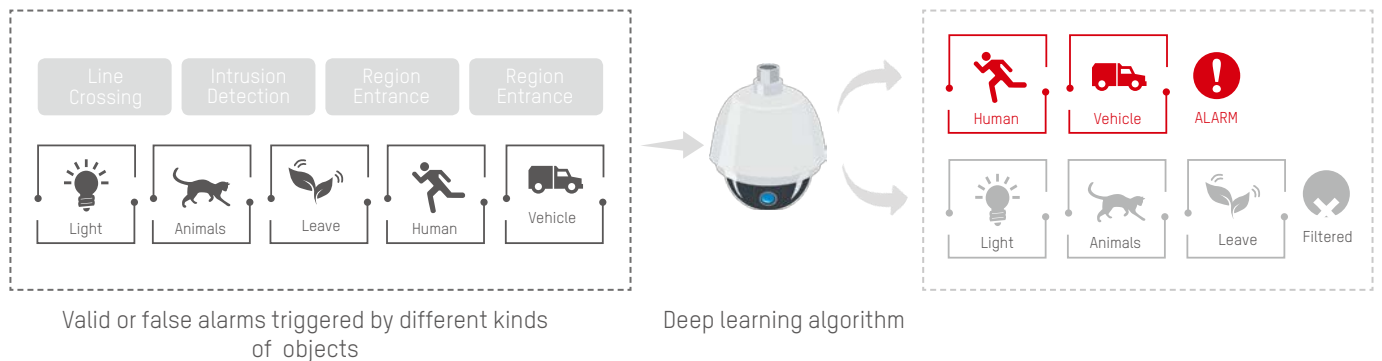 Line
Crossing
Intrusion
Detection
Region
Entrance
Region
Entrance
Light
Animals
Leave
Human
Vehicle
Human
Vehicle
ALARM
Light
Animals
Leave
Filtered
Valid or false alarms triggered by different kinds
of objects
Deep learning algorithm